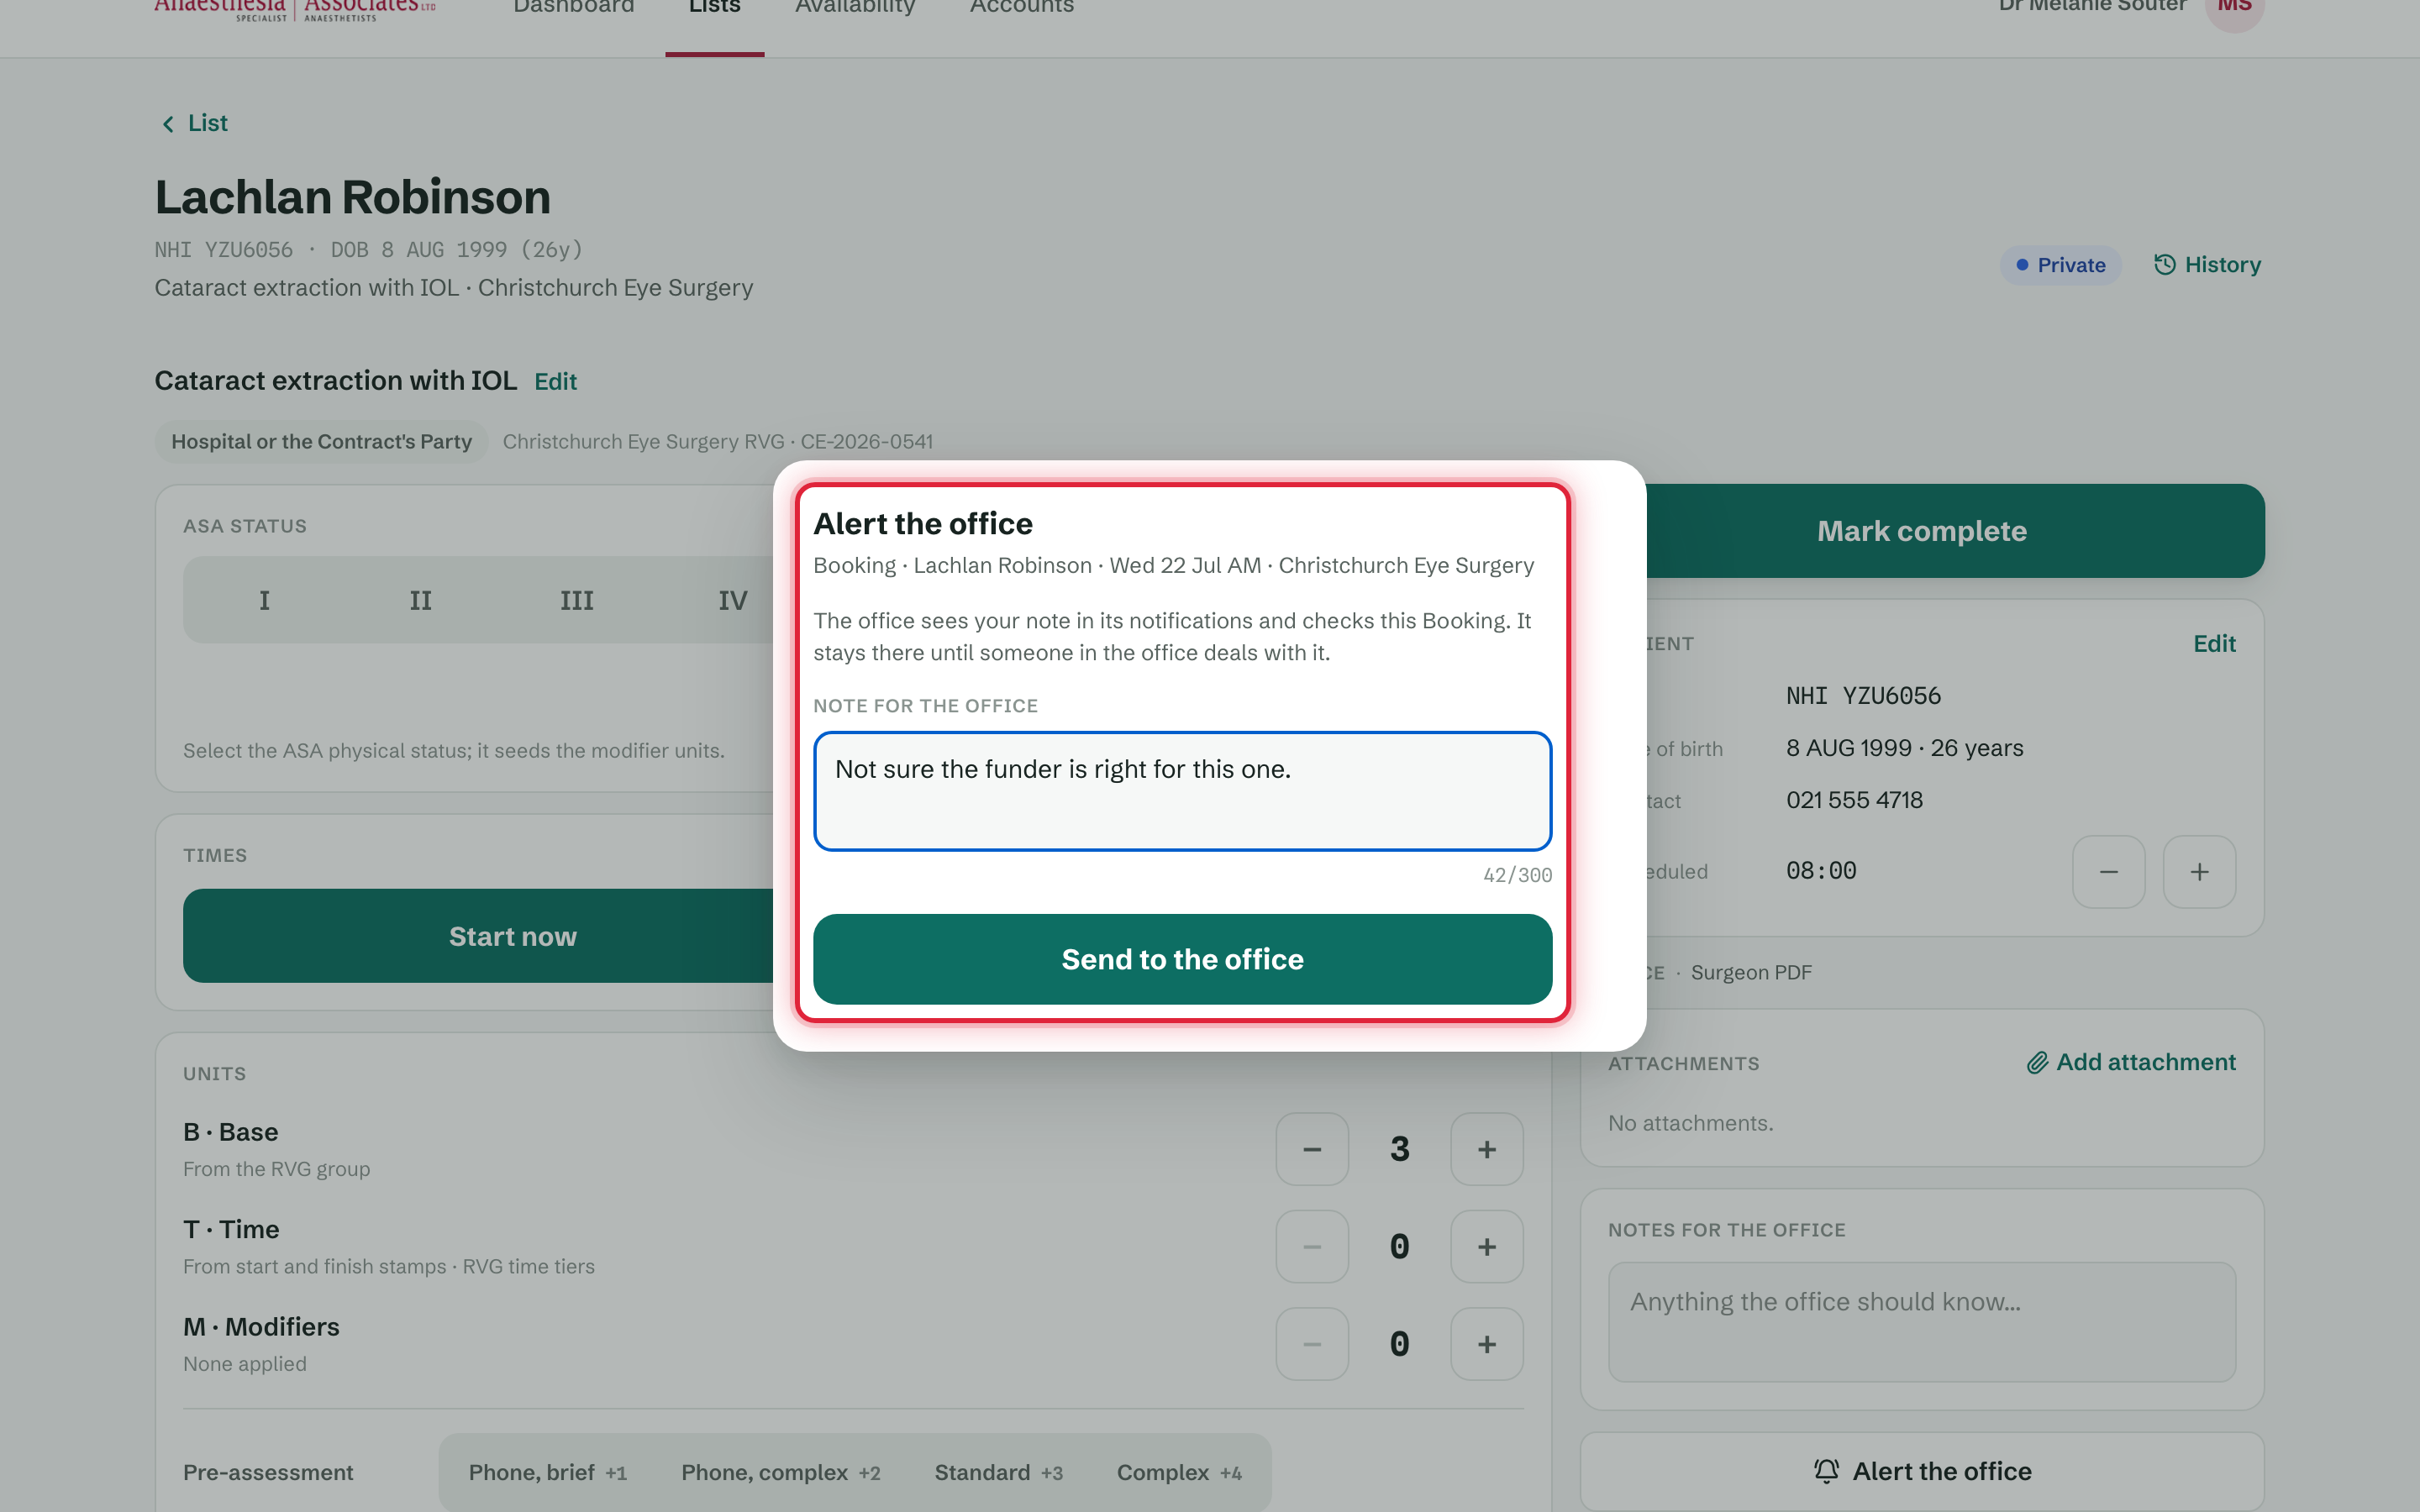 Anaesthesia | Associates LTD
SPECIALIST | ANAESTHETISTS
Dashboard
Lists
Availability
Accounts
Dr Melanie Souter
MS
List
Lachlan Robinson
NHI YZU6056 · DOB 8 AUG 1999 (26y)
Cataract extraction with IOL · Christchurch Eye Surgery
Private
History
Cataract extraction with IOL Edit
Hospital or the Contract's Party Christchurch Eye Surgery RVG · CE-2026-0541
ASA STATUS
I II III IV
Select the ASA physical status; it seeds the modifier units.
TIMES
Start now
UNITS
B · Base
From the RVG group
3
T · Time
From start and finish stamps · RVG time tiers
0
M · Modifiers
None applied
0
Pre-assessment
Phone, brief +1
Phone, complex +2
Standard +3
Complex +4
Alert the office
Booking · Lachlan Robinson · Wed 22 Jul AM · Christchurch Eye Surgery
The office sees your note in its notifications and checks this Booking. It
stays there until someone in the office deals with it.
NOTE FOR THE OFFICE
Not sure the funder is right for this one.
42/300
Send to the office
Mark complete
Edit
NHI YZU6056
of birth
8 AUG 1999 · 26 years
021 555 4718
08:00
Surgeon PDF
ATTACHMENTS
Add attachment
No attachments.
NOTES FOR THE OFFICE
Anything the office should know...
Alert the office